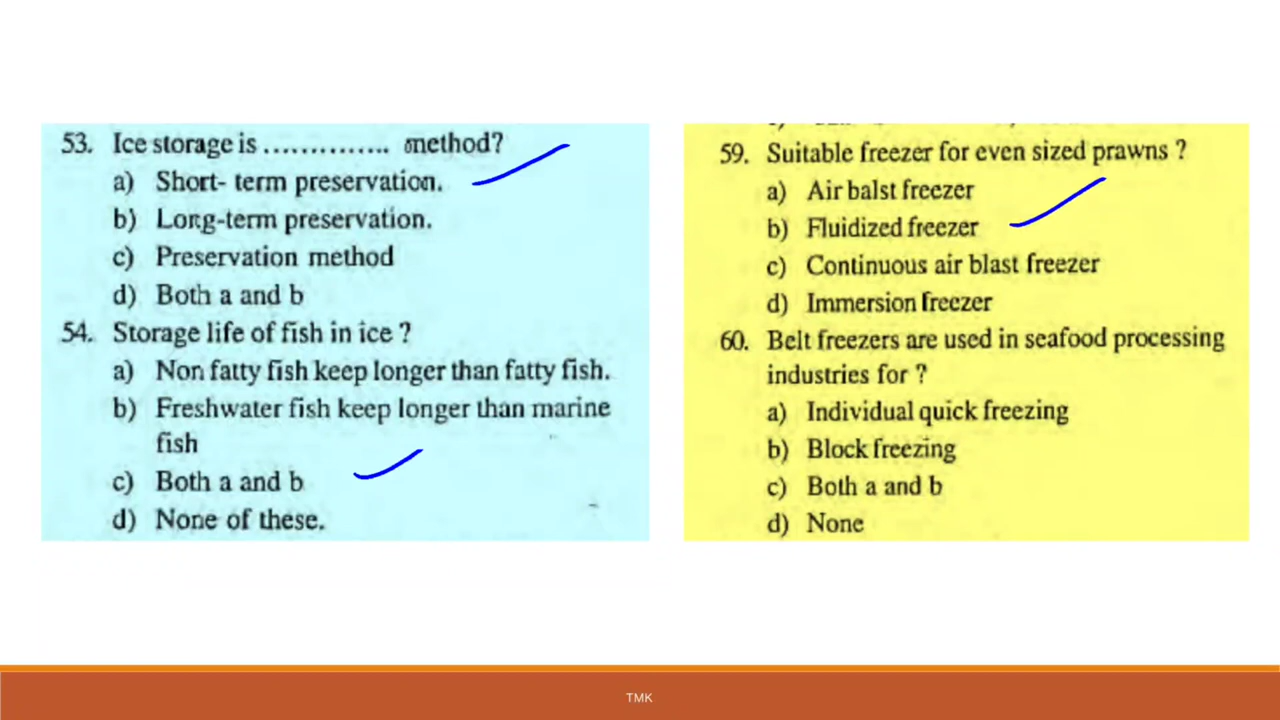 53. Ice storage is .............. method?
a) Short- term preservation.
b) Long-term preservation.
c) Preservation method
d) Both a and b
54. Storage life of fish in ice ?
a) Non fatty fish keep longer than fatty fish.
b) Freshwater fish keep longer than marine
fish
c) Both a and b
d) None of these.
59. Suitable freezer for even sized prawns ?
a) Air balst freezer
b) Fluidized freezer
c) Continuous air blast freezer
d) Immersion freezer
60. Belt freezers are used in seafood processing
industries for ?
a) Individual quick freezing
b) Block freezing
c) Both a and b
d) None
TMK